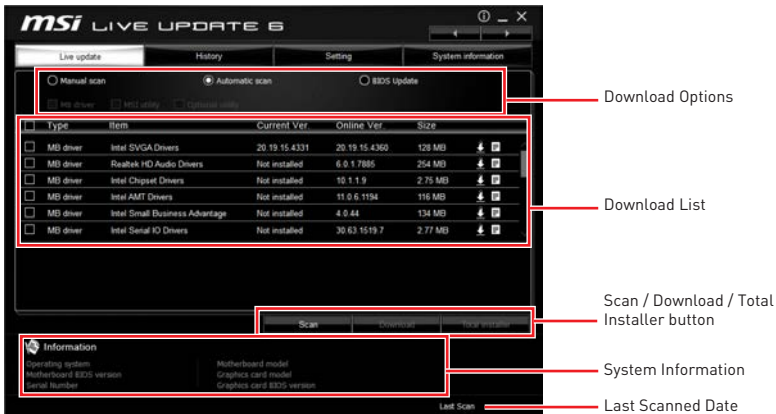 msi LIVE UPDATE 6
Live update History Setting System information
Manual scan Automatic scan BIOS Update
MB driver MSI utility Optional utility
Download Options
Type Item Current Ver. Online Ver. Size
MB driver Intel SVGA Drivers 20.19.15.4331 20.19.15.4360 128 MB
MB driver Realtek HD Audio Drivers Not installed 6.0.1.7885 254 MB
MB driver Intel Chipset Drivers Not installed 10.1.1.9 2.75 MB
MB driver Intel AMT Drivers Not installed 11.0.6.1194 116 MB
MB driver Intel Small Business Advantage Not installed 4.0.44 134 MB
MB driver Intel Serial IO Drivers Not installed 30.63.1519.7 2.77 MB
Download List
Scan Download Total Installer
Scan / Download / Total
Installer button
Information
Operating system Motherboard model
Motherboard BIOS version Graphics card model
Serial Number Graphics card BIOS version
System Information
Last Scan
Last Scanned Date